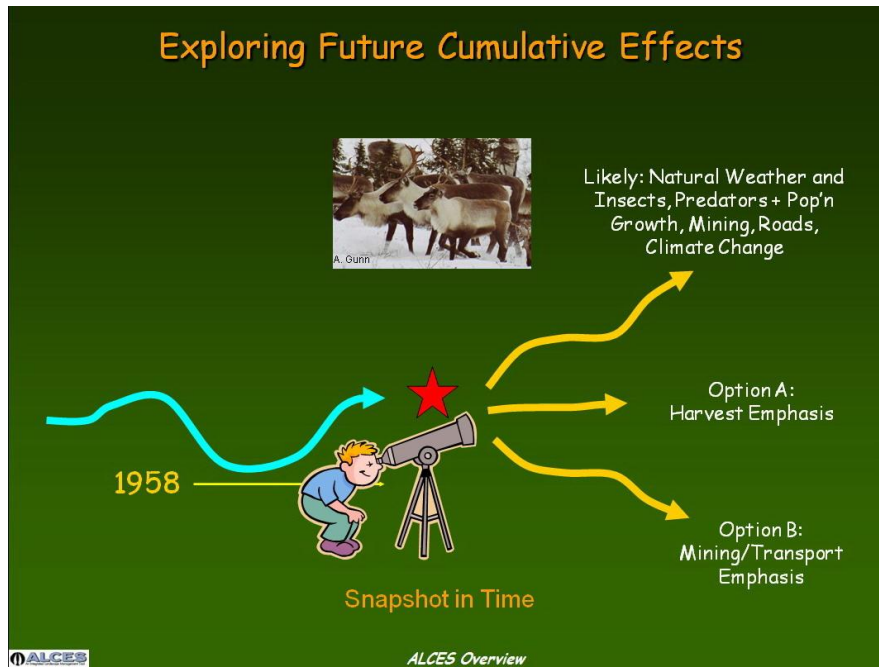 Exploring Future Cumulative Effects
A. Gunn
Likely: Natural Weather and
Insects, Predators + Pop'n
Growth, Mining, Roads,
Climate Change
Option A:
Harvest Emphasis
1958
Option B:
Mining/Transport
Emphasis
Snapshot in Time
ALCES
ALCES Overview